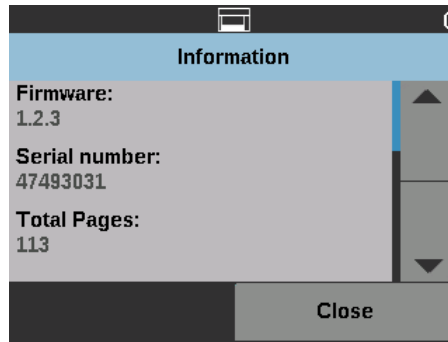 Information
Firmware:
1.2.3
Serial number:
47493031
Total Pages:
113
Close